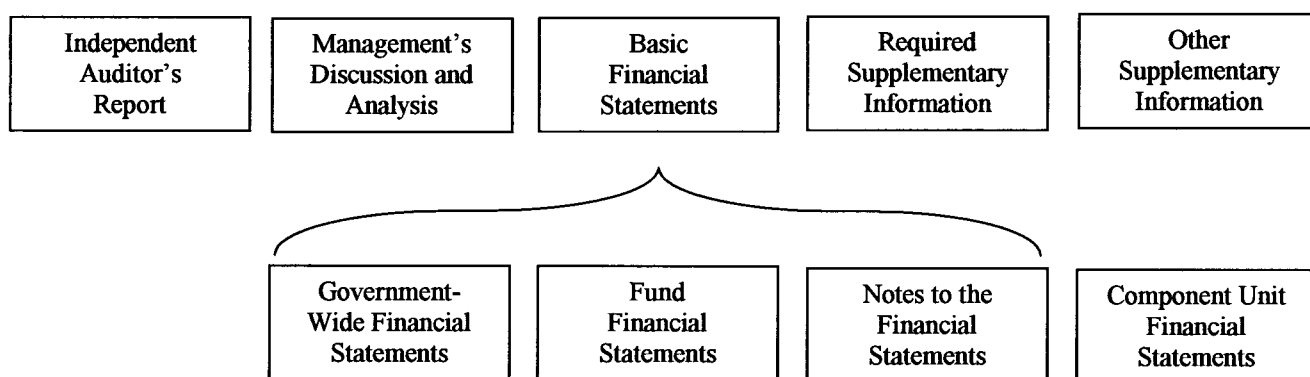 Independent
Auditor's
Report
Management's
Discussion and
Analysis
Basic
Financial
Statements
Required
Supplementary
Information
Other
Supplementary
Information
Government-
Wide Financial
Statements
Fund
Financial
Statements
Notes to the
Financial
Statements
Component Unit
Financial
Statements